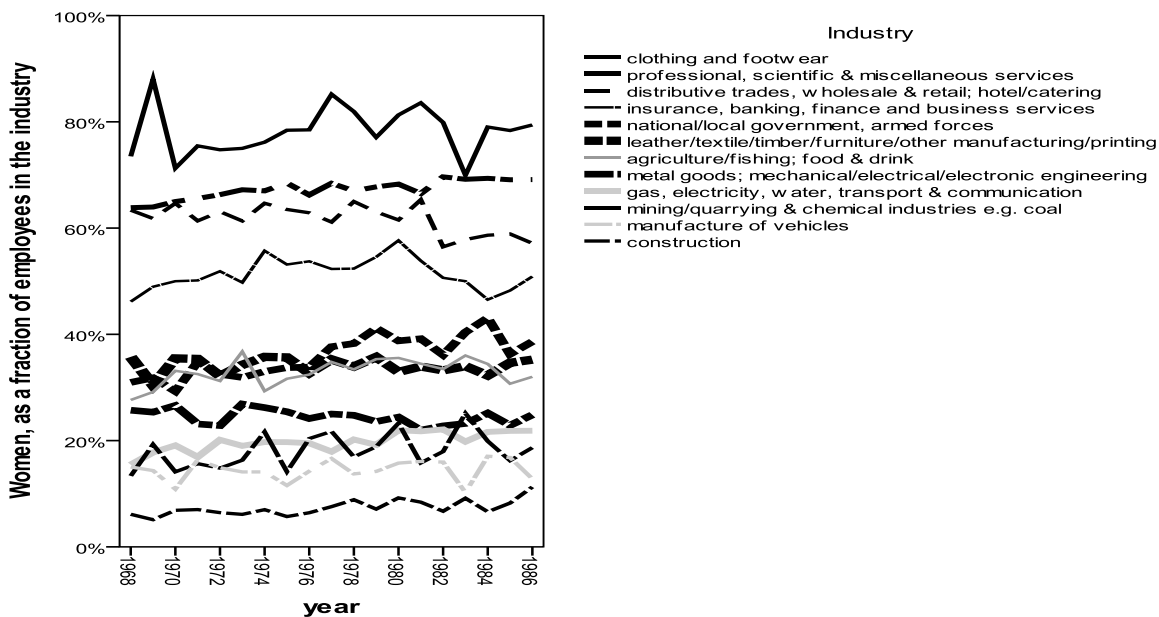 100%
80%
60%
40%
20%
0%
Women, as a fraction of employees in the industry
1968
1970
1972
1974
1976
1978
1980
1982
1984
1986
year
Industry
clothing and footwear
professional, scientific & miscellaneous services
distributive trades, wholesale & retail; hotel/catering
insurance, banking, finance and business services
national/local government, armed forces
leather/textile/timber/furniture/other manufacturing/printing
agriculture/fishing; food & drink
metal goods; mechanical/electrical/electronic engineering
gas, electricity, water, transport & communication
mining/quarrying & chemical industries e.g. coal
manufacture of vehicles
construction